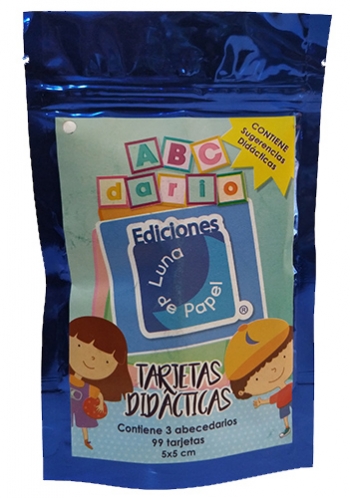 CONTIENE
Sugerencias
Didácticas
ABC
dario
Ediciones
Luna
de Papel
®
TARJETAS
DIDÁCTICAS
Contiene 3 abecedarios
99 tarjetas
5x5 cm